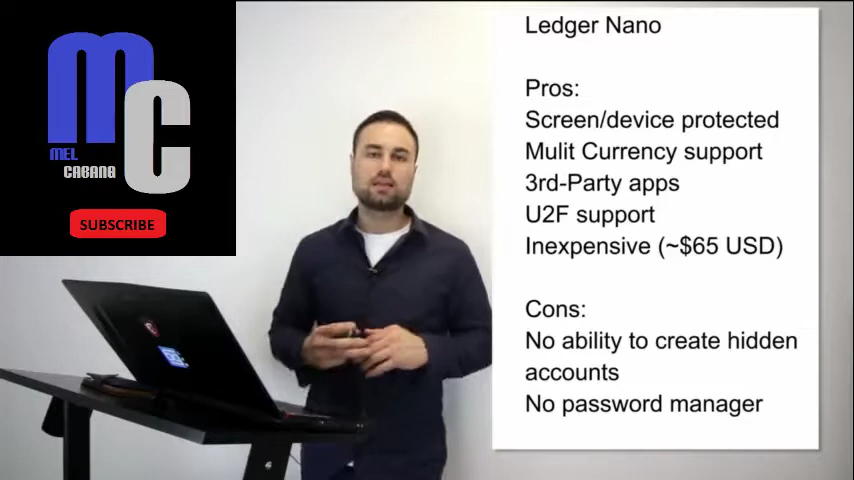 MC
MEL
CABANA
SUBSCRIBE
Ledger Nano
Pros:
Screen/device protected
Mulit Currency support
3rd-Party apps
U2F support
Inexpensive (~$65 USD)
Cons:
No ability to create hidden
accounts
No password manager